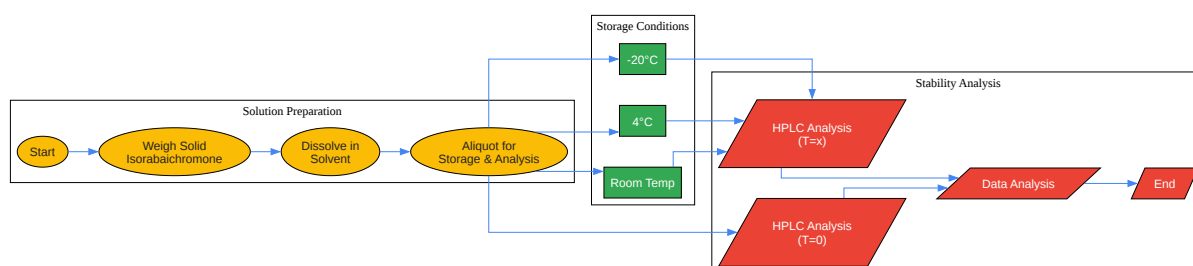 Solution Preparation
Start
Weigh Solid
Isorabaichromone
Dissolve in
Solvent
Aliquot for
Storage & Analysis
Storage Conditions
-20°C
4°C
Room Temp
Stability Analysis
HPLC Analysis
(T=x)
HPLC Analysis
(T=0)
Data Analysis
End